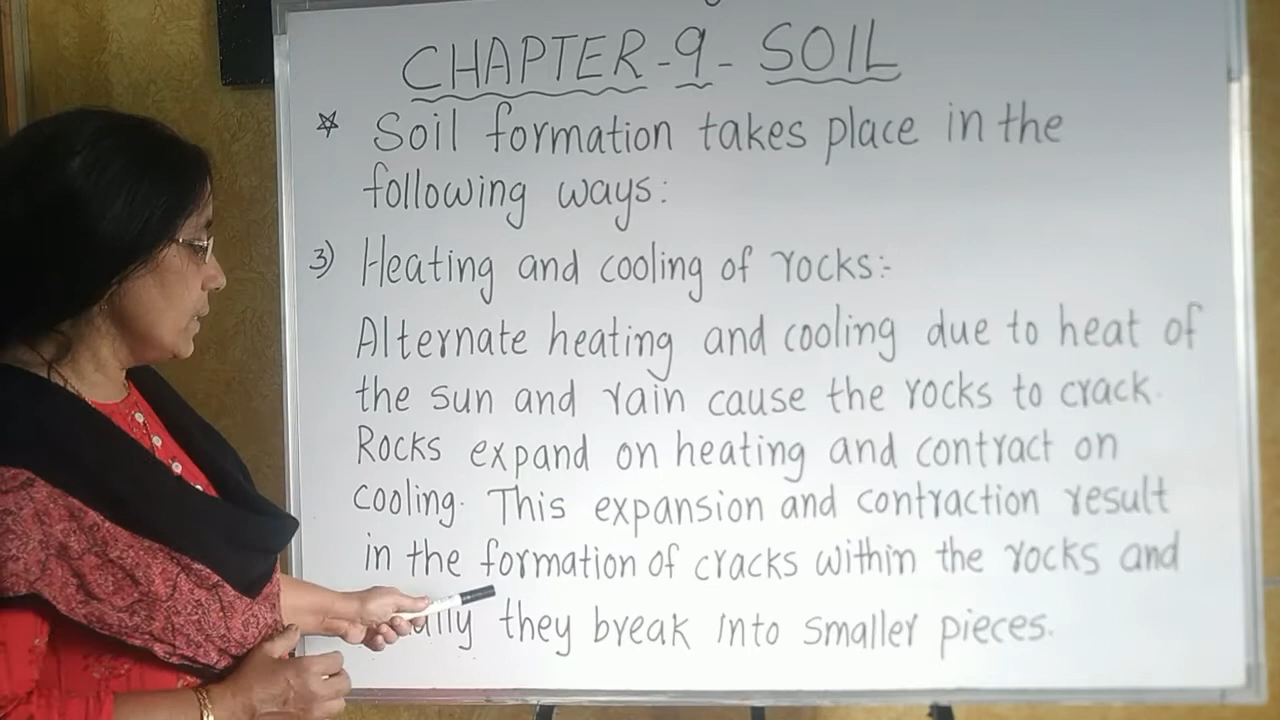 CHAPTER-9- SOIL
☆ Soil formation takes place in the
following ways:
3) Heating and cooling of rocks:-
Alternate heating and cooling due to heat of
the sun and rain cause the rocks to crack.
Rocks expand on heating and contract on
cooling. This expansion and contraction result
in the formation of cracks within the rocks and
they break into smaller pieces.